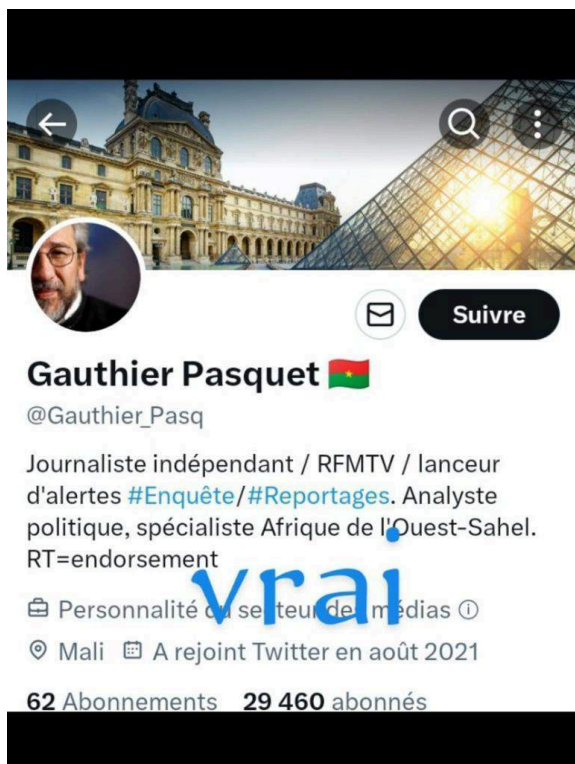 Suivre
Gauthier Pasquet 🇧🇫
@Gauthier_Pasq
Journaliste indépendant / RFMTV / lanceur
d'alertes #Enquête/#Reportages. Analyste
politique, spécialiste Afrique de l'Ouest-Sahel.
RT=endorsement
vrai
Personnalité du secteur des médias
Mali A rejoint Twitter en août 2021
62 Abonnements 29 460 abonnés